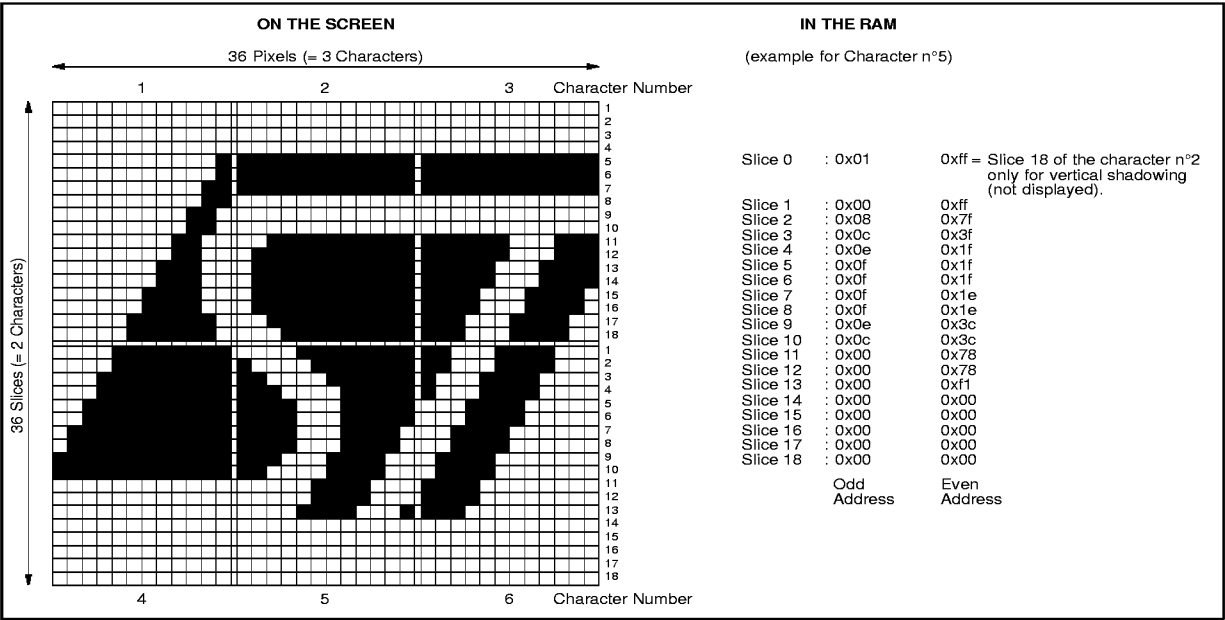 ON THE SCREEN
IN THE RAM
36 Pixels (= 3 Characters)
(example for Character n°5)
1 2 3 Character Number
36 Slices (= 2 Characters)
1
2
3
4
5
6
7
8
9
10
11
12
13
14
15
16
17
18
1
2
3
4
5
6
7
8
9
10
11
12
13
14
15
16
17
18
4 5 6 Character Number
Slice 0 : 0x01 0xff = Slice 18 of the character n°2
only for vertical shadowing
(not displayed).
Slice 1 : 0x00 0xff
Slice 2 : 0x08 0x7f
Slice 3 : 0x0c 0x3f
Slice 4 : 0x0e 0x1f
Slice 5 : 0x0f 0x1f
Slice 6 : 0x0f 0x1f
Slice 7 : 0x0f 0x1e
Slice 8 : 0x0f 0x1e
Slice 9 : 0x0e 0x3c
Slice 10 : 0x0c 0x3c
Slice 11 : 0x00 0x78
Slice 12 : 0x00 0x78
Slice 13 : 0x00 0xf1
Slice 14 : 0x00 0x00
Slice 15 : 0x00 0x00
Slice 16 : 0x00 0x00
Slice 17 : 0x00 0x00
Slice 18 : 0x00 0x00
Odd Even
Address Address